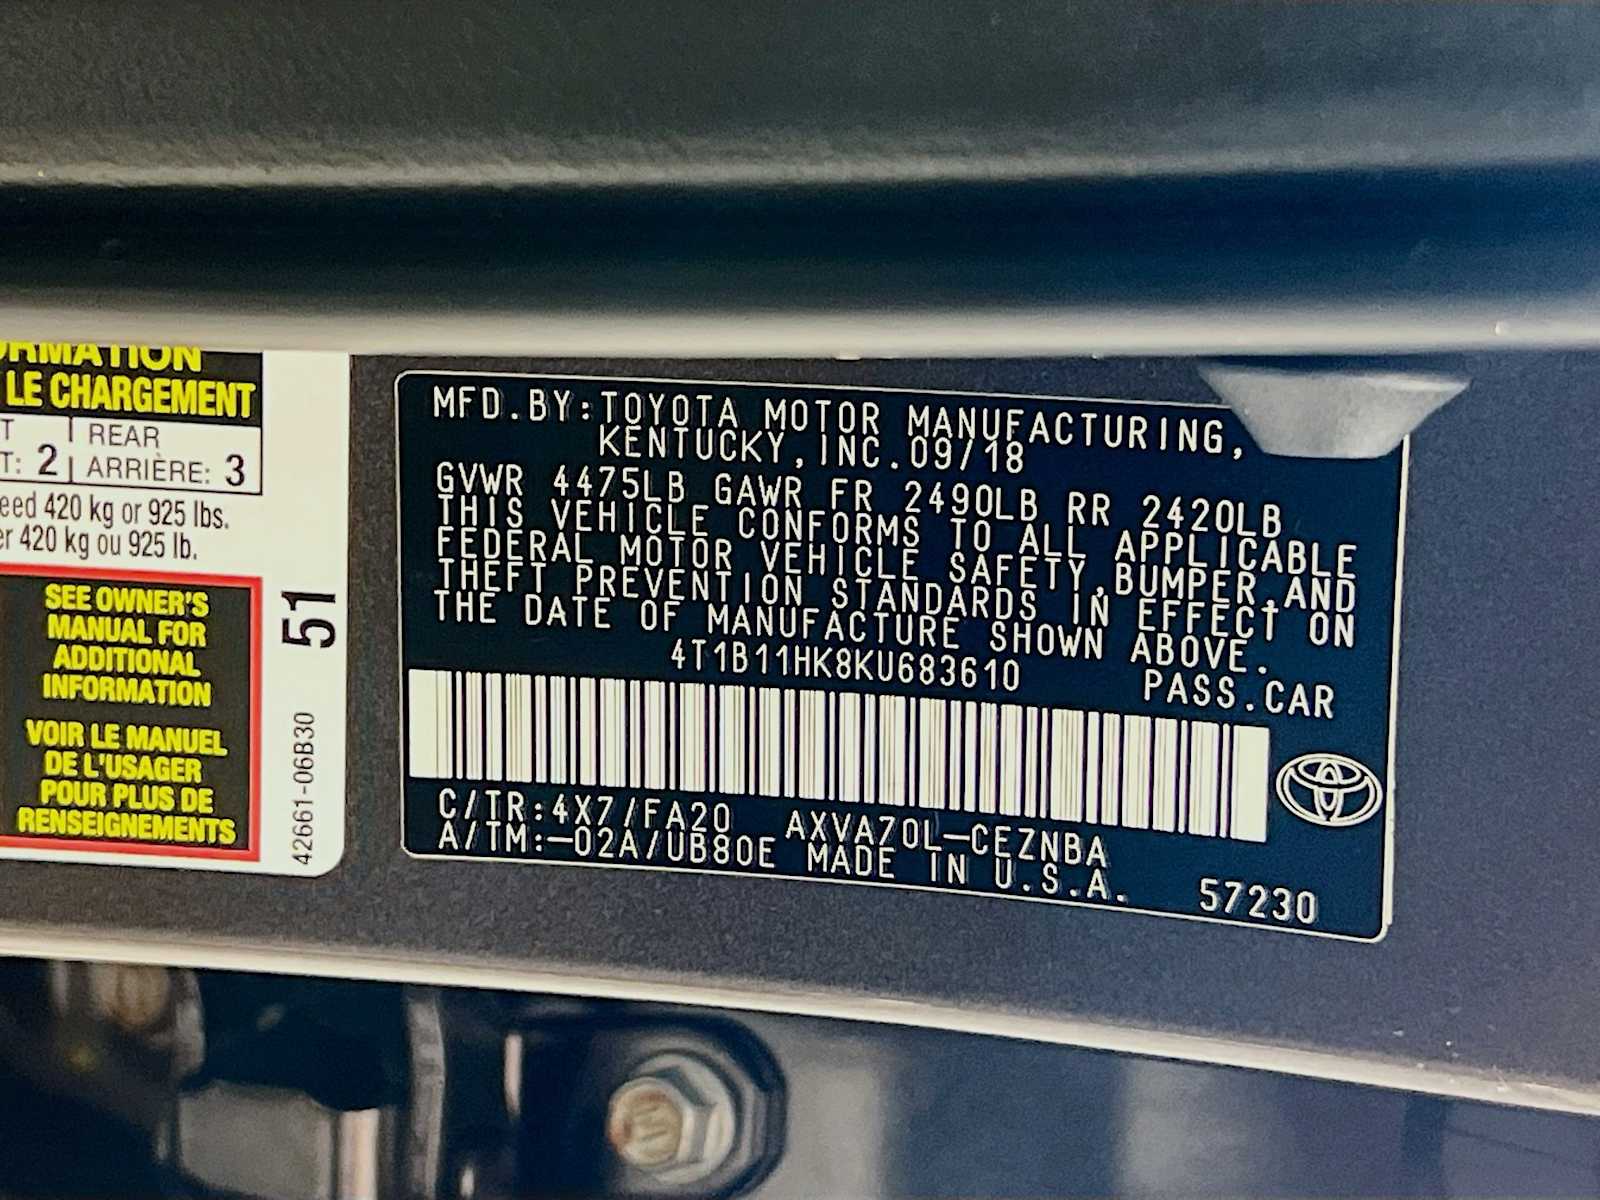 RMATION
LE CHARGEMENT
T | REAR
T: 2 | ARRIÈRE: 3
eed 420 kg or 925 lbs.
er 420 kg ou 925 lb.
SEE OWNER'S
MANUAL FOR
ADDITIONAL
INFORMATION
VOIR LE MANUEL
DE L'USAGER
POUR PLUS DE
RENSEIGNEMENTS
51
42661-06B30
MFD.BY:TOYOTA MOTOR MANUFACTURING,
KENTUCKY,INC.09/18
GVWR 4475LB GAWR FR 2490LB RR 2420LB
THIS VEHICLE CONFORMS TO ALL APPLICABLE
FEDERAL MOTOR VEHICLE SAFETY,BUMPER,AND
THEFT PREVENTION STANDARDS IN EFFECT ON
THE DATE OF MANUFACTURE SHOWN ABOVE.
4T1B11HK8KU683610 PASS.CAR
C/TR:4X7/FA20 AXVA70L-CEZNBA
A/TM:-02A/UB80E MADE IN U.S.A. 57230